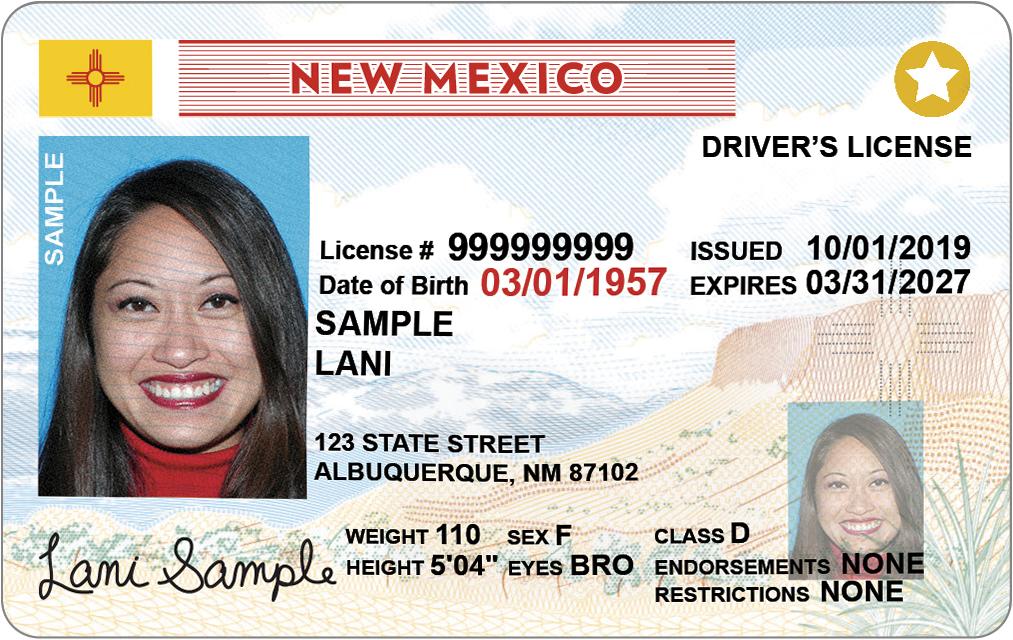 NEW MEXICO
DRIVER'S LICENSE
SAMPLE
License # 999999999
Date of Birth 03/01/1957
ISSUED 10/01/2019
EXPIRES 03/31/2027
SAMPLE
LANI
123 STATE STREET
ALBUQUERQUE, NM 87102
WEIGHT 110 SEX F
HEIGHT 5'04" EYES BRO
CLASS D
ENDORSEMENTS NONE
RESTRICTIONS NONE
Lani Sample